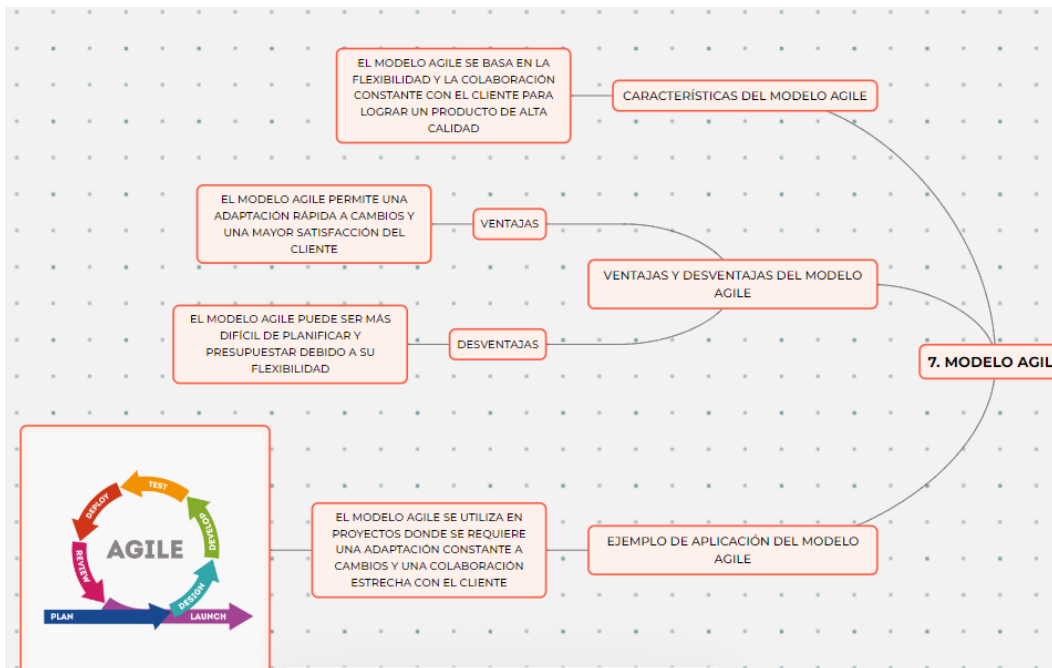 EL MODELO AGILE SE BASA EN LA
FLEXIBILIDAD Y LA COLABORACIÓN
CONSTANTE CON EL CLIENTE PARA
LOGRAR UN PRODUCTO DE ALTA
CALIDAD
CARACTERÍSTICAS DEL MODELO AGILE
EL MODELO AGILE PERMITE UNA
ADAPTACIÓN RÁPIDA A CAMBIOS Y
UNA MAYOR SATISFACCIÓN DEL
CLIENTE
VENTAJAS
VENTAJAS Y DESVENTAJAS DEL MODELO
AGILE
EL MODELO AGILE PUEDE SER MÁS
DIFÍCIL DE PLANIFICAR Y
PRESUPUESTAR DEBIDO A SU
FLEXIBILIDAD
DESVENTAJAS
7. MODELO AGIL
EL MODELO AGILE SE UTILIZA EN
PROYECTOS DONDE SE REQUIERE
UNA ADAPTACIÓN CONSTANTE A
CAMBIOS Y UNA COLABORACIÓN
ESTRECHA CON EL CLIENTE
EJEMPLO DE APLICACIÓN DEL MODELO
AGILE
AGILE
PLAN
DESIGN
DEVELOP
TEST
DEPLOY
REVIEW
LAUNCH